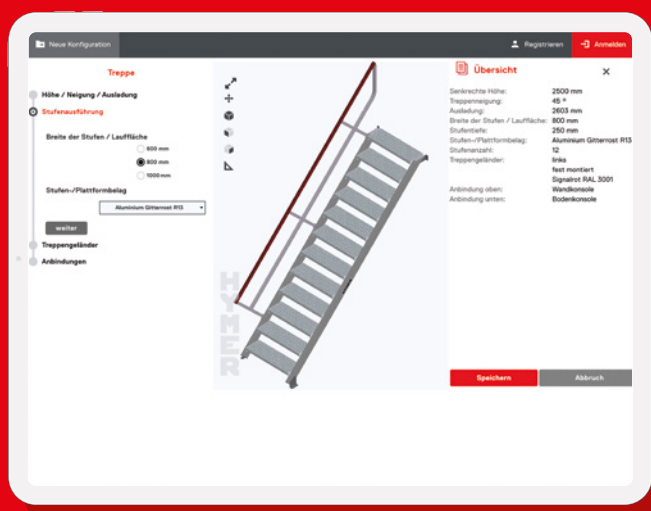 Neue Konfiguration
Registrieren
Anmelden
Treppe
Höhe / Neigung / Ausladung
Stufenausführung
Breite der Stufen / Lauffläche
600 mm
800 mm
1000 mm
Stufen-/Plattformbelag
Aluminium Gitterrost R13
weiter
Treppengeländer
Anbindungen
HYMER
Übersicht
Senkrechte Höhe: 2500 mm
Treppenneigung: 45 °
Ausladung: 2603 mm
Breite der Stufen / Lauffläche: 800 mm
Stufentiefe: 250 mm
Stufen-/Plattformbelag: Aluminium Gitterrost R13
Stufenanzahl: 12
Treppengeländer: links
fest montiert
Signalrot RAL 3001
Anbindung oben: Wandkonsole
Anbindung unten: Bodenkonsole
Speichern
Abbruch